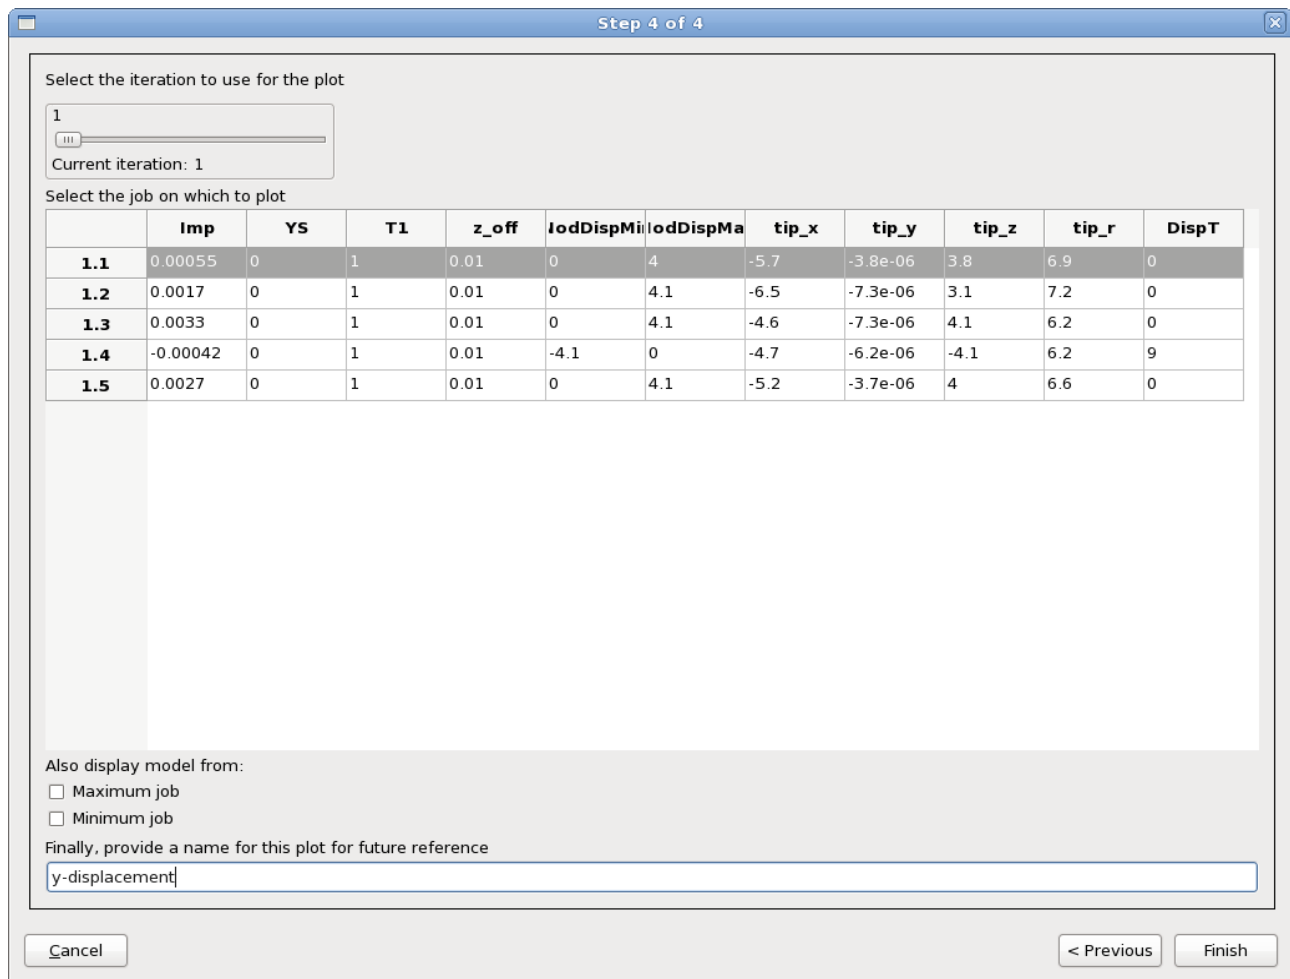 Step 4 of 4
Select the iteration to use for the plot
1
Current iteration: 1
Select the job on which to plot
Imp YS T1 z_off NodDispMi NodDispMa tip_x tip_y tip_z tip_r DispT
1.1 0.00055 0 1 0.01 0 4 -5.7 -3.8e-06 3.8 6.9 0
1.2 0.0017 0 1 0.01 0 4.1 -6.5 -7.3e-06 3.1 7.2 0
1.3 0.0033 0 1 0.01 0 4.1 -4.6 -7.3e-06 4.1 6.2 0
1.4 -0.00042 0 1 0.01 -4.1 0 -4.7 -6.2e-06 -4.1 6.2 9
1.5 0.0027 0 1 0.01 0 4.1 -5.2 -3.7e-06 4 6.6 0
Also display model from:
Maximum job
Minimum job
Finally, provide a name for this plot for future reference
y-displacement
Cancel < Previous Finish